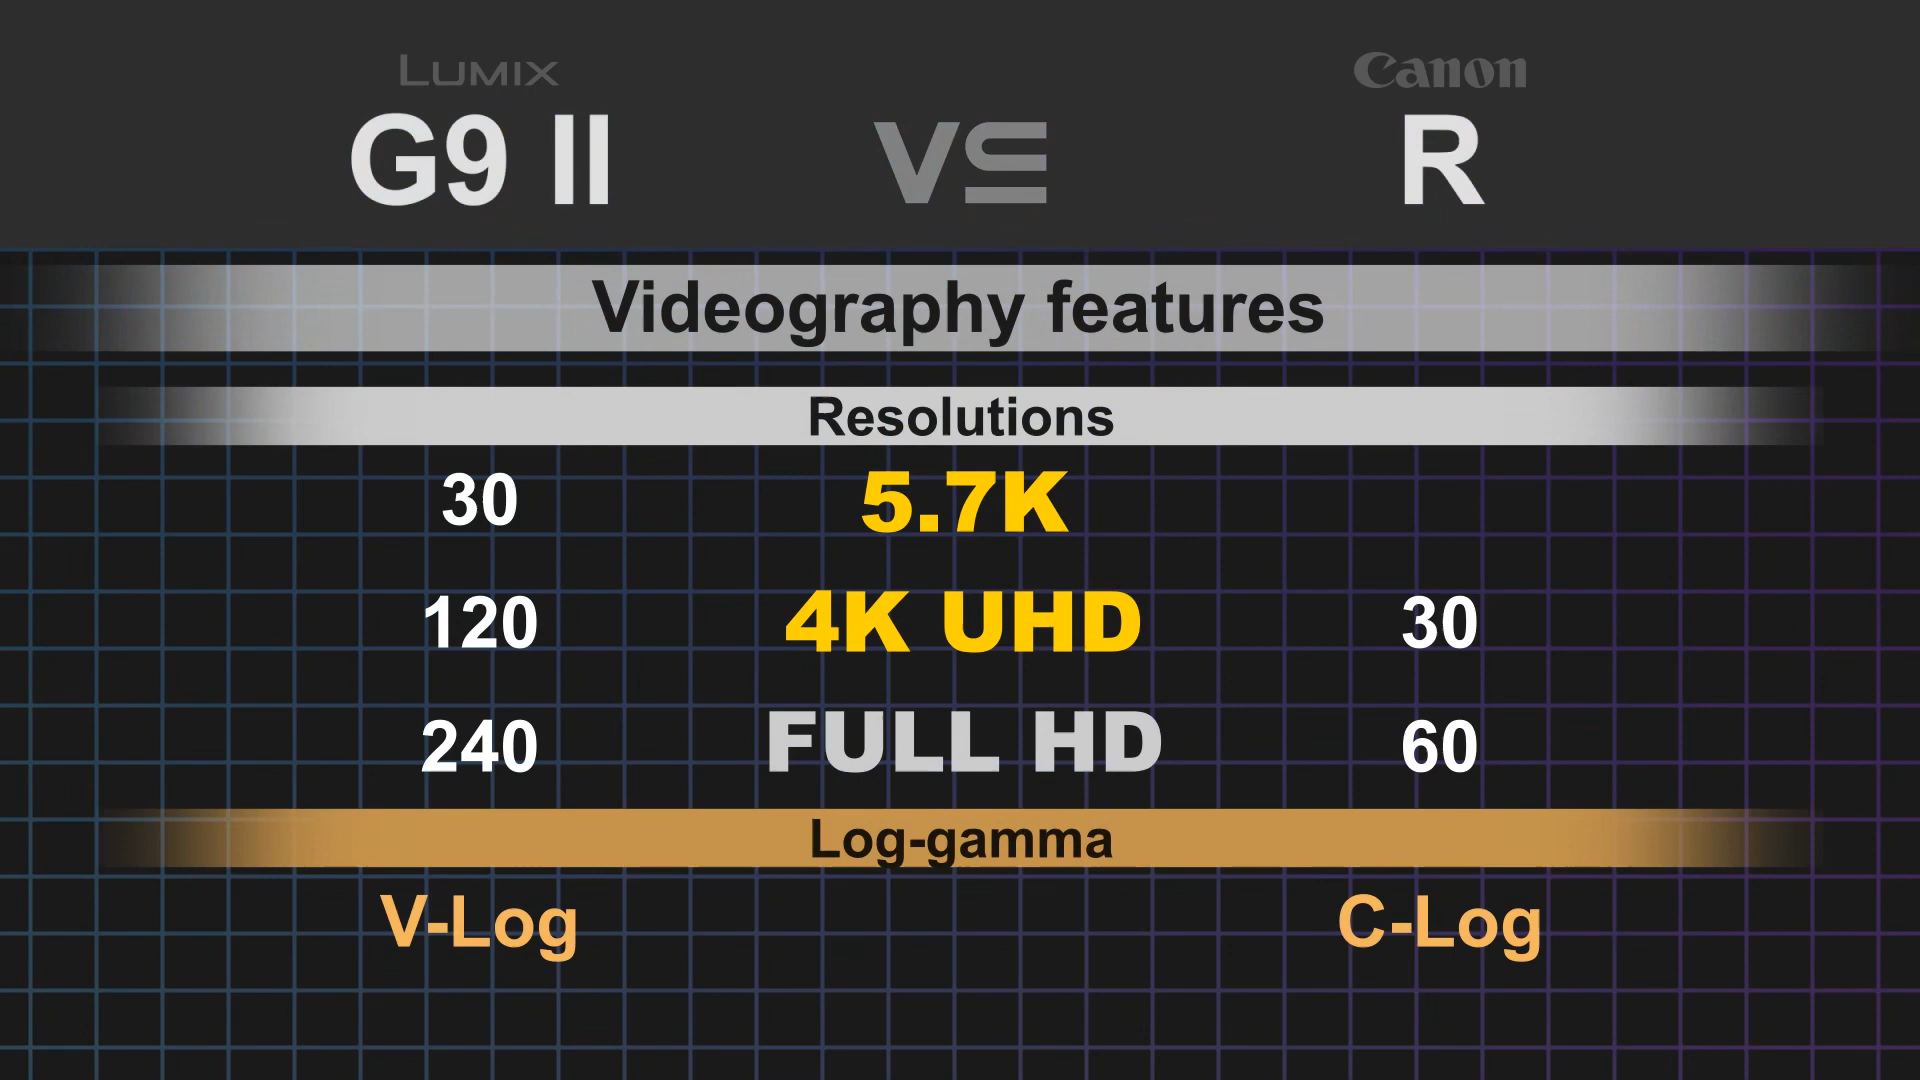 LUMIX
Canon
G9 II
VS
R
Videography features
Resolutions
30
5.7K
120
4K UHD
30
240
FULL HD
60
Log-gamma
V-Log
C-Log